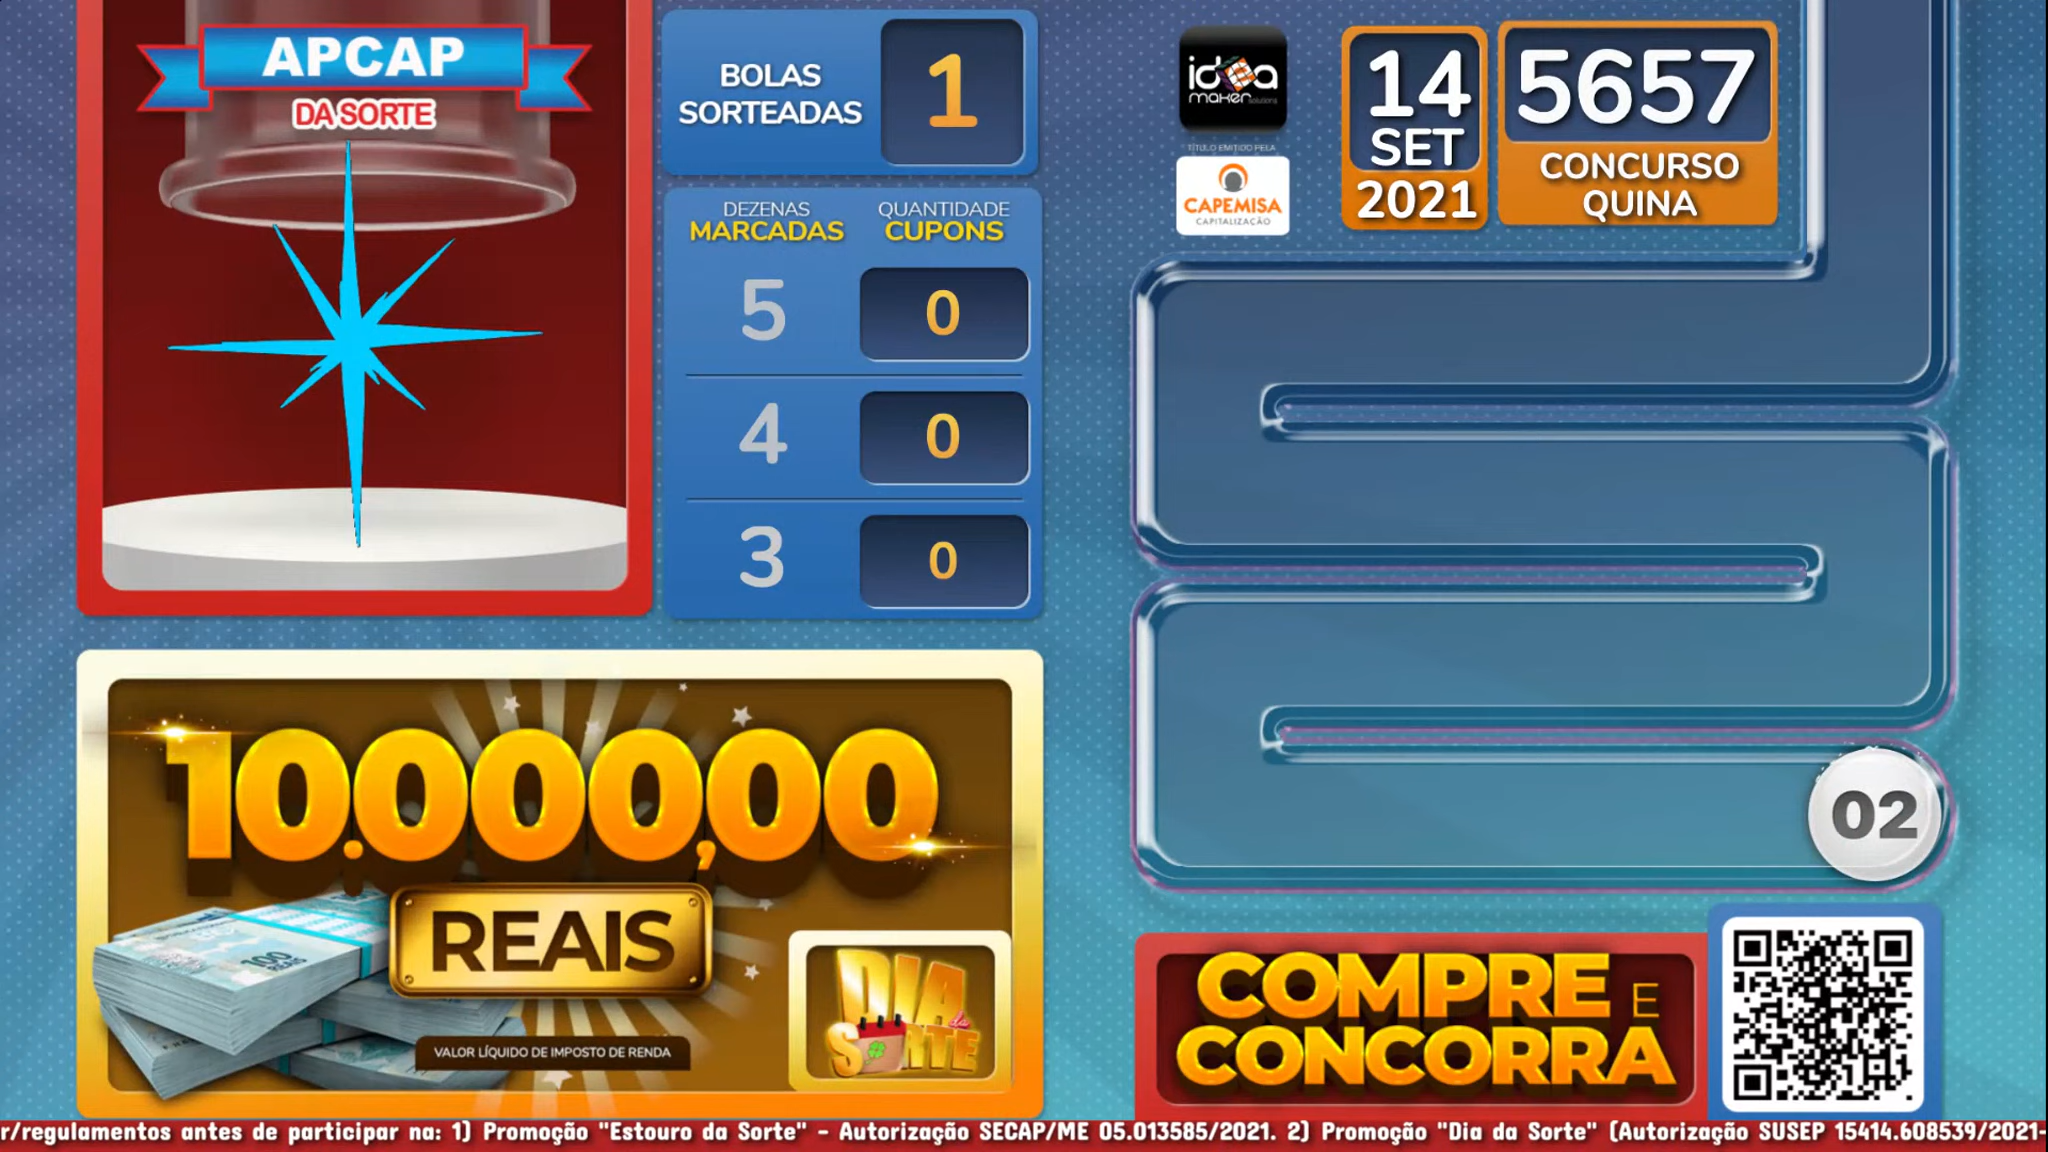 APCAP
DA SORTE
BOLAS
SORTEADAS
1
DEZENAS
MARCADAS
QUANTIDADE
CUPONS
5
0
4
0
3
0
idea
maker solutions
TÍTULO EMITIDO PELA
CAPEMISA
CAPITALIZAÇÃO
14
SET
2021
5657
CONCURSO
QUINA
02
10.000,00
REAIS
100
REAIS
VALOR LÍQUIDO DE IMPOSTO DE RENDA
DIA
da
SORTE
COMPRE E
CONCORRA
r/regulamentos antes de participar na: 1) Promoção "Estouro da Sorte" - Autorização SECAP/ME 05.013585/2021. 2) Promoção "Dia da Sorte" (Autorização SUSEP 15414.608539/2021-